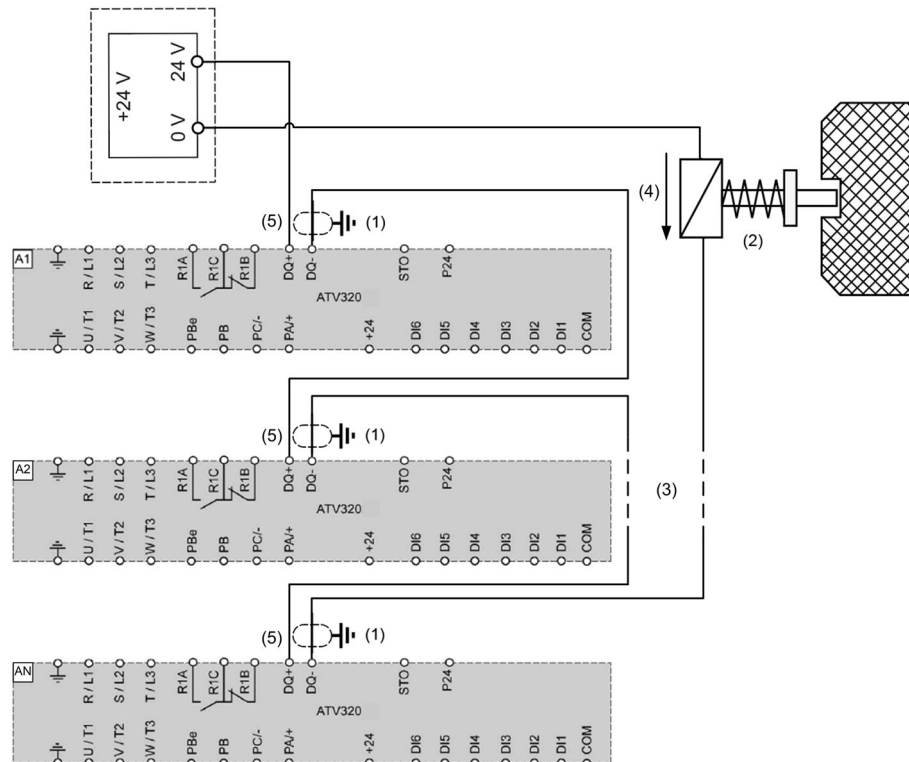 +24 V
24 V
0 V
(5)
(1)
(4)
(2)
A1
R / L1
S / L2
T / L3
R1A
R1C
R1B
DQ+
DQ-
STO
P24
ATV320
U / T1
V / T2
W / T3
PBe
PB
PC/-
PA/+
+24
DI6
DI5
DI4
DI3
DI2
DI1
COM
(5)
(1)
(3)
A2
R / L1
S / L2
T / L3
R1A
R1C
R1B
DQ+
DQ-
STO
P24
ATV320
U / T1
V / T2
W / T3
PBe
PB
PC/-
PA/+
+24
DI6
DI5
DI4
DI3
DI2
DI1
COM
(5)
(1)
AN
R / L1
S / L2
T / L3
R1A
R1C
R1B
DQ+
DQ-
STO
P24
ATV320
U / T1
V / T2
W / T3
PBe
PB
PC/-
PA/+
+24
DI6
DI5
DI4
DI3
DI2
DI1
COM